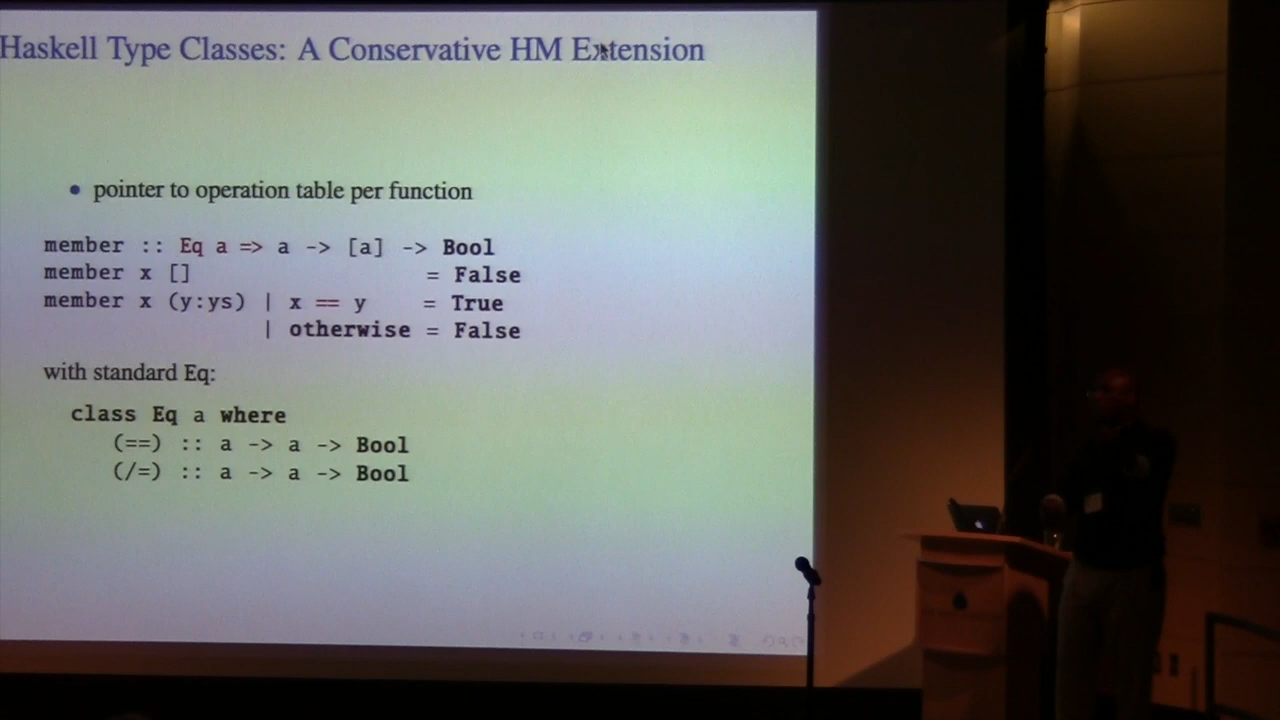 Haskell Type Classes: A Conservative HM Extension
• pointer to operation table per function
member :: Eq a => a -> [a] -> Bool
member x [] = False
member x (y:ys) | x == y = True
| otherwise = False
with standard Eq:
class Eq a where
(==) :: a -> a -> Bool
(/=) :: a -> a -> Bool